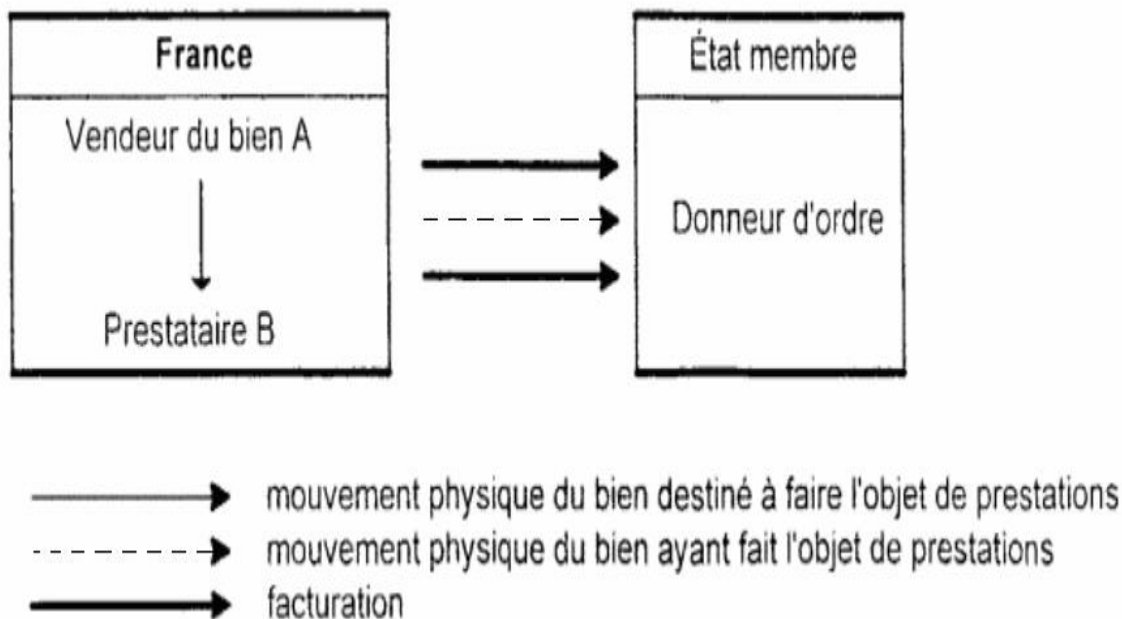 France
Vendeur du bien A
Prestataire B
État membre
Donneur d'ordre
mouvement physique du bien destiné à faire l'objet de prestations
mouvement physique du bien ayant fait l'objet de prestations
facturation